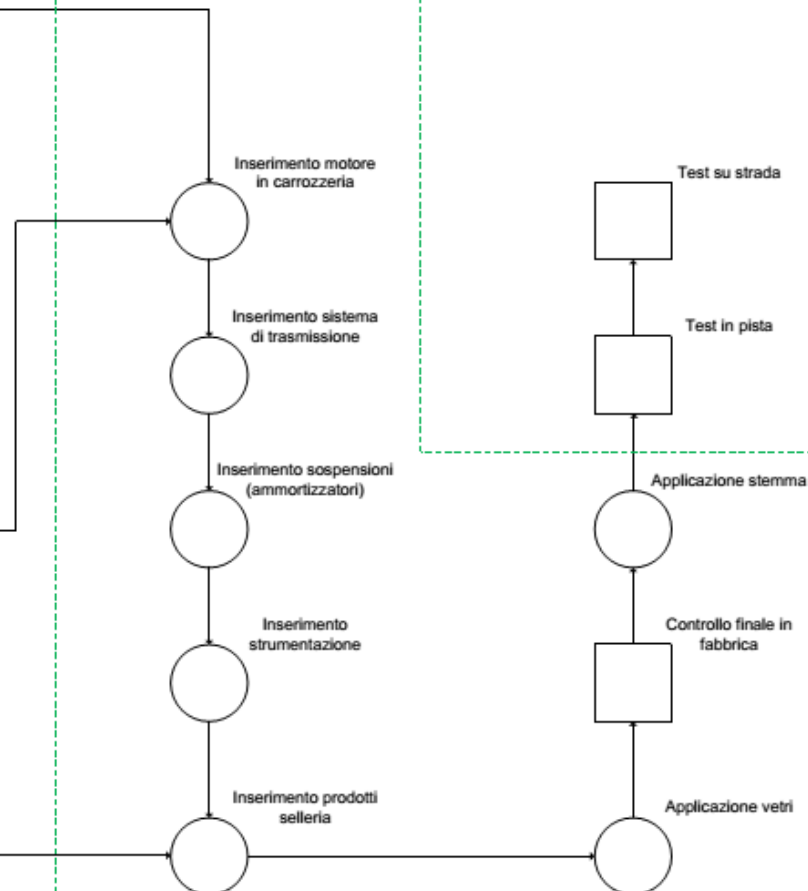 Inserimento motore
in carrozzeria
Inserimento sistema
di trasmissione
Inserimento sospensioni
(ammortizzatori)
Inserimento
strumentazione
Inserimento prodotti
selleria
Test su strada
Test in pista
Applicazione stemma
Controllo finale in
fabbrica
Applicazione vetri